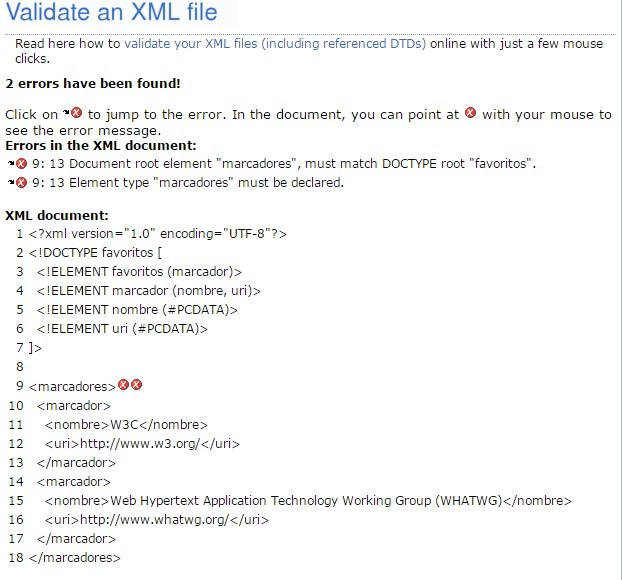 Validate an XML file
Read here how to validate your XML files (including referenced DTDs) online with just a few mouse
clicks.
2 errors have been found!
Click on to jump to the error. In the document, you can point at with your mouse to
see the error message.
Errors in the XML document:
9: 13 Document root element "marcadores", must match DOCTYPE root "favoritos".
9: 13 Element type "marcadores" must be declared.
XML document:
1 <?xml version="1.0" encoding="UTF-8"?>
2 <!DOCTYPE favoritos [
3 <!ELEMENT favoritos (marcador)>
4 <!ELEMENT marcador (nombre, uri)>
5 <!ELEMENT nombre (#PCDATA)>
6 <!ELEMENT uri (#PCDATA)>
7 ]>
8
9 <marcadores>
10 <marcador>
11 <nombre>W3C</nombre>
12 <uri>http://www.w3.org/</uri>
13 </marcador>
14 <marcador>
15 <nombre>Web Hypertext Application Technology Working Group (WHATWG)</nombre>
16 <uri>http://www.whatwg.org/</uri>
17 </marcador>
18 </marcadores>